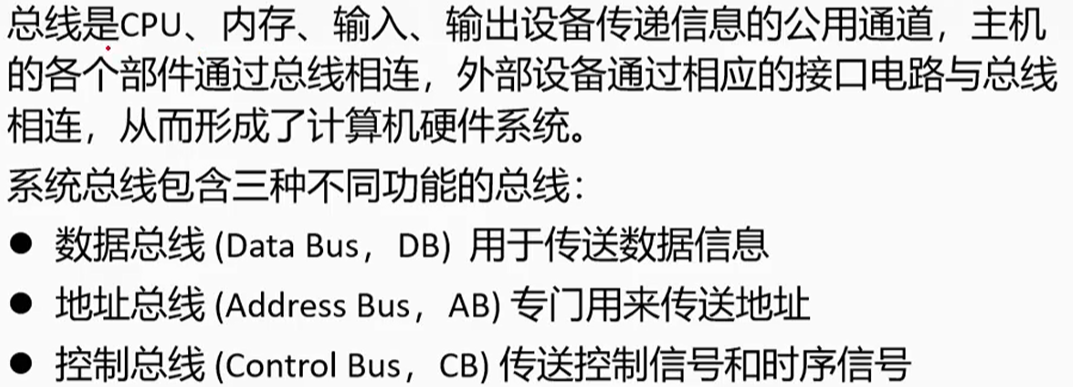 总线是CPU、内存、输入、输出设备传递信息的公用通道，主机
的各个部件通过总线相连，外部设备通过相应的接口电路与总线
相连，从而形成了计算机硬件系统。
系统总线包含三种不同功能的总线：
● 数据总线 (Data Bus，DB) 用于传送数据信息
● 地址总线 (Address Bus，AB) 专门用来传送地址
● 控制总线 (Control Bus，CB) 传送控制信号和时序信号